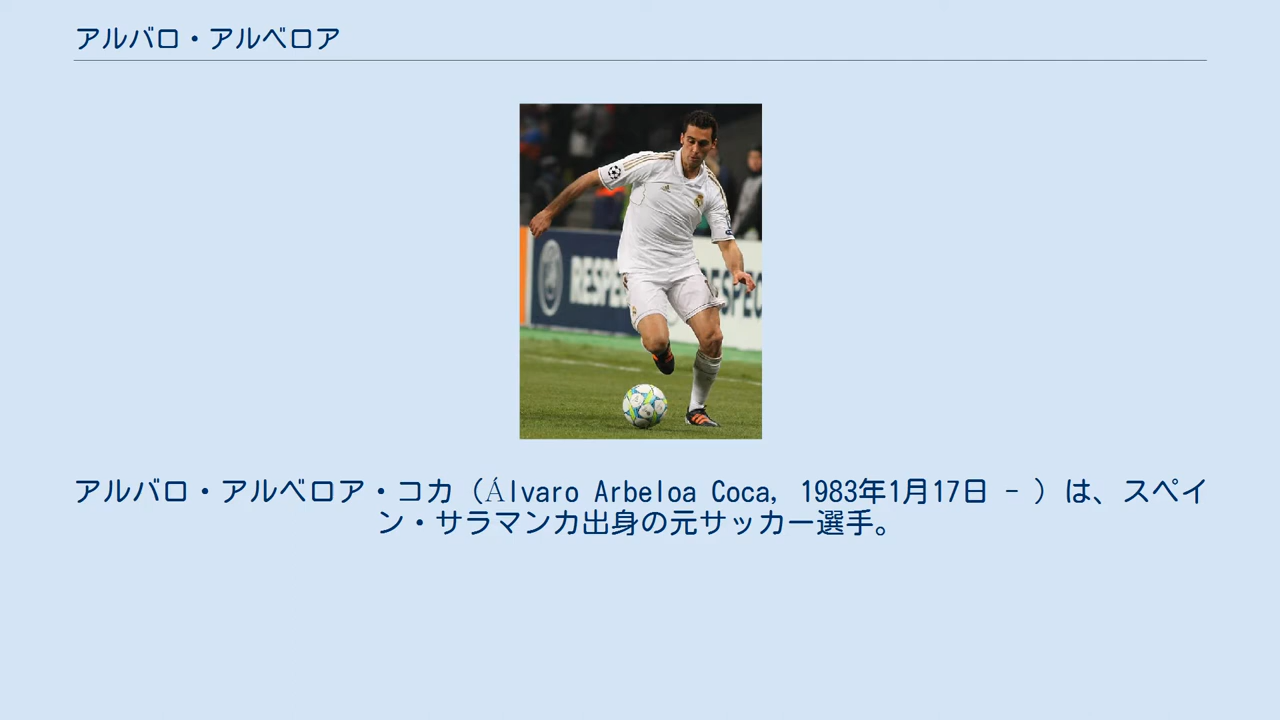 アルバロ・アルベロア
RESPE
ESPEC
アルバロ・アルベロア・コカ（Álvaro Arbeloa Coca, 1983年1月17日 - ）は、スペイ
ン・サラマンカ出身の元サッカー選手。